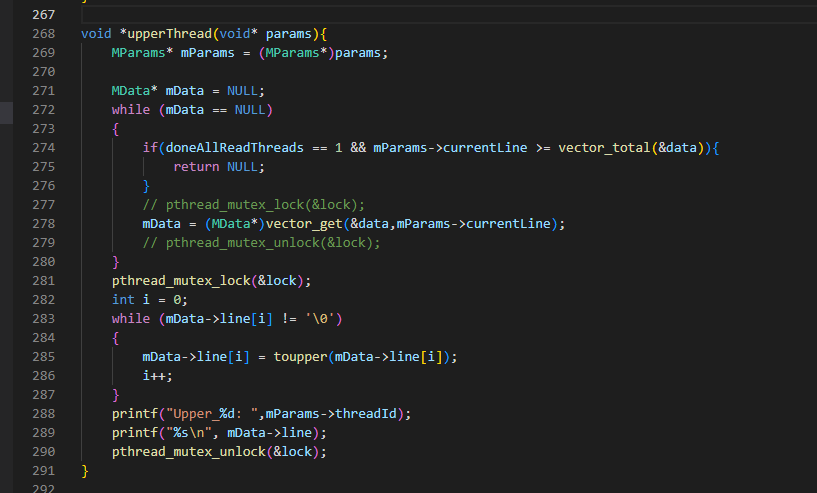 267
268 void *upperThread(void* params){
269     MParams* mParams = (MParams*)params;
270
271     MData* mData = NULL;
272     while (mData == NULL)
273     {
274         if(doneAllReadThreads == 1 && mParams->currentLine >= vector_total(&data)){
275             return NULL;
276         }
277         // pthread_mutex_lock(&lock);
278         mData = (MData*)vector_get(&data,mParams->currentLine);
279         // pthread_mutex_unlock(&lock);
280     }
281     pthread_mutex_lock(&lock);
282     int i = 0;
283     while (mData->line[i] != '\0')
284     {
285         mData->line[i] = toupper(mData->line[i]);
286         i++;
287     }
288     printf("Upper_%d: ",mParams->threadId);
289     printf("%s\n", mData->line);
290     pthread_mutex_unlock(&lock);
291 }
292